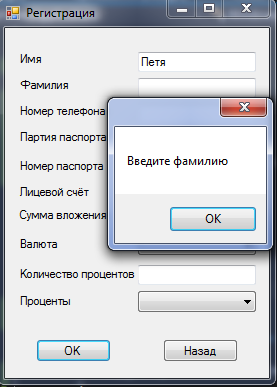 Регистрация
Имя
Петя
Фамилия
Номер телефона
Партия паспорта
Введите фамилию
Номер паспорта
Лицевой счёт
Сумма вложения
OK
Валюта
Количество процентов
Проценты
OK
Назад